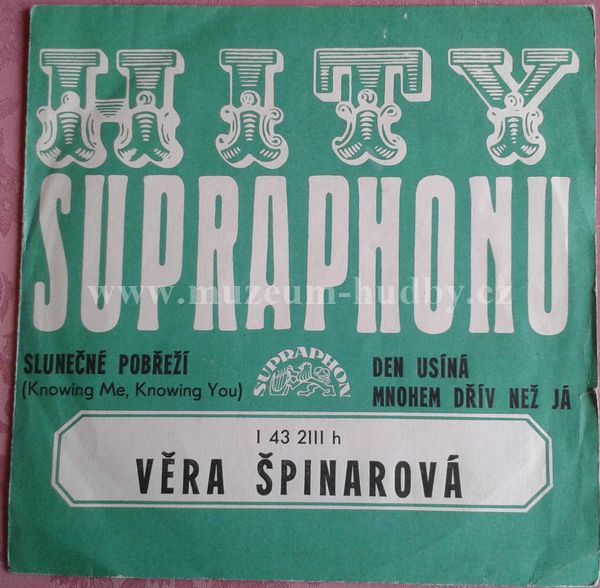 HITY
SUPRAPHONU
www.muzeum-hudby.cz
SLUNEČNÉ POBŘEŽÍ
(Knowing Me, Knowing You)
SUPRAPHON
DEN USÍNÁ
MNOHEM DŘÍV NEŽ JÁ
1 43 2111 h
VĚRA ŠPINAROVÁ